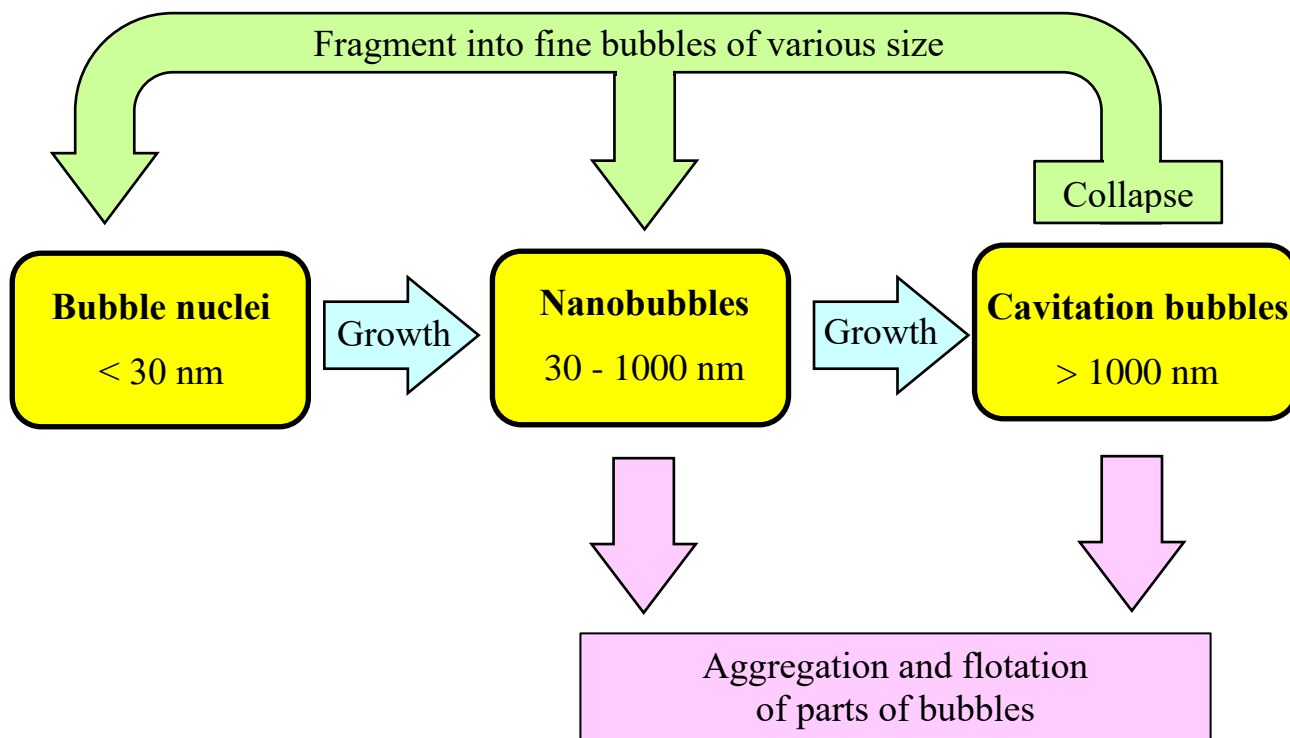 Fragment into fine bubbles of various size
Collapse
Bubble nuclei
< 30 nm
Growth
Nanobubbles
30 - 1000 nm
Growth
Cavitation bubbles
> 1000 nm
Aggregation and flotation
of parts of bubbles